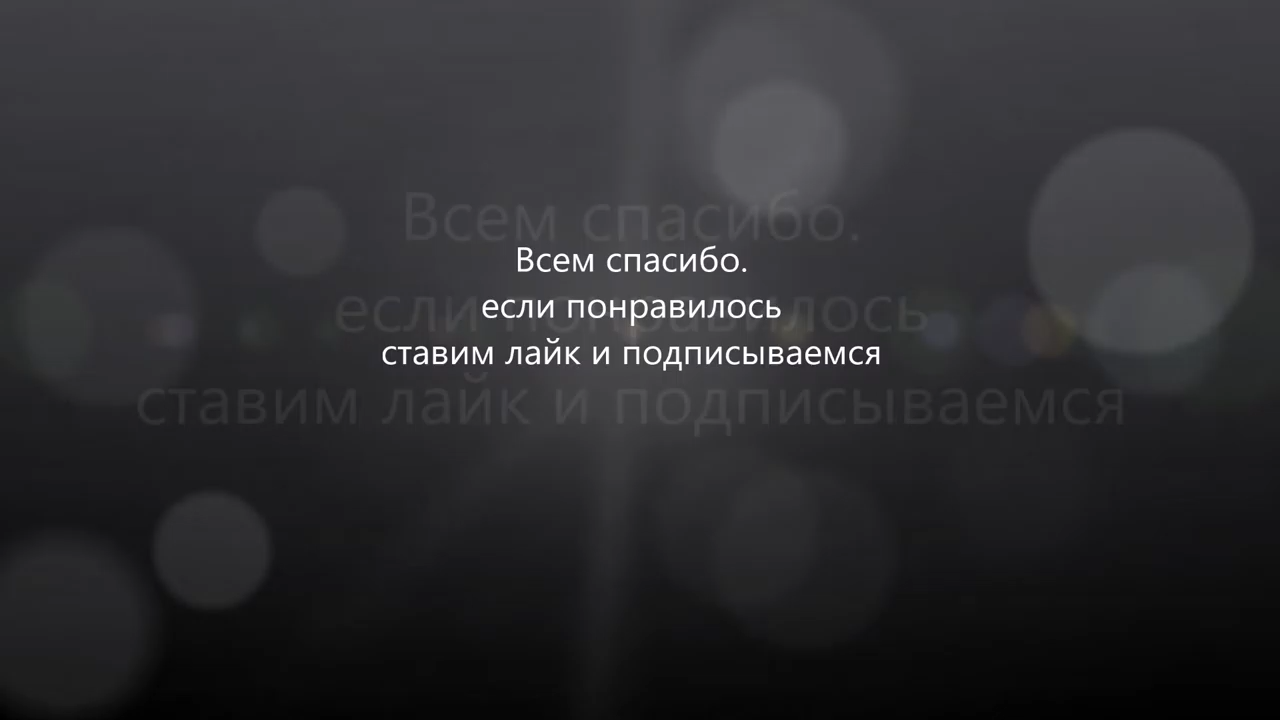 Всем спасибо.
если понравилось
ставим лайк и подписываемся